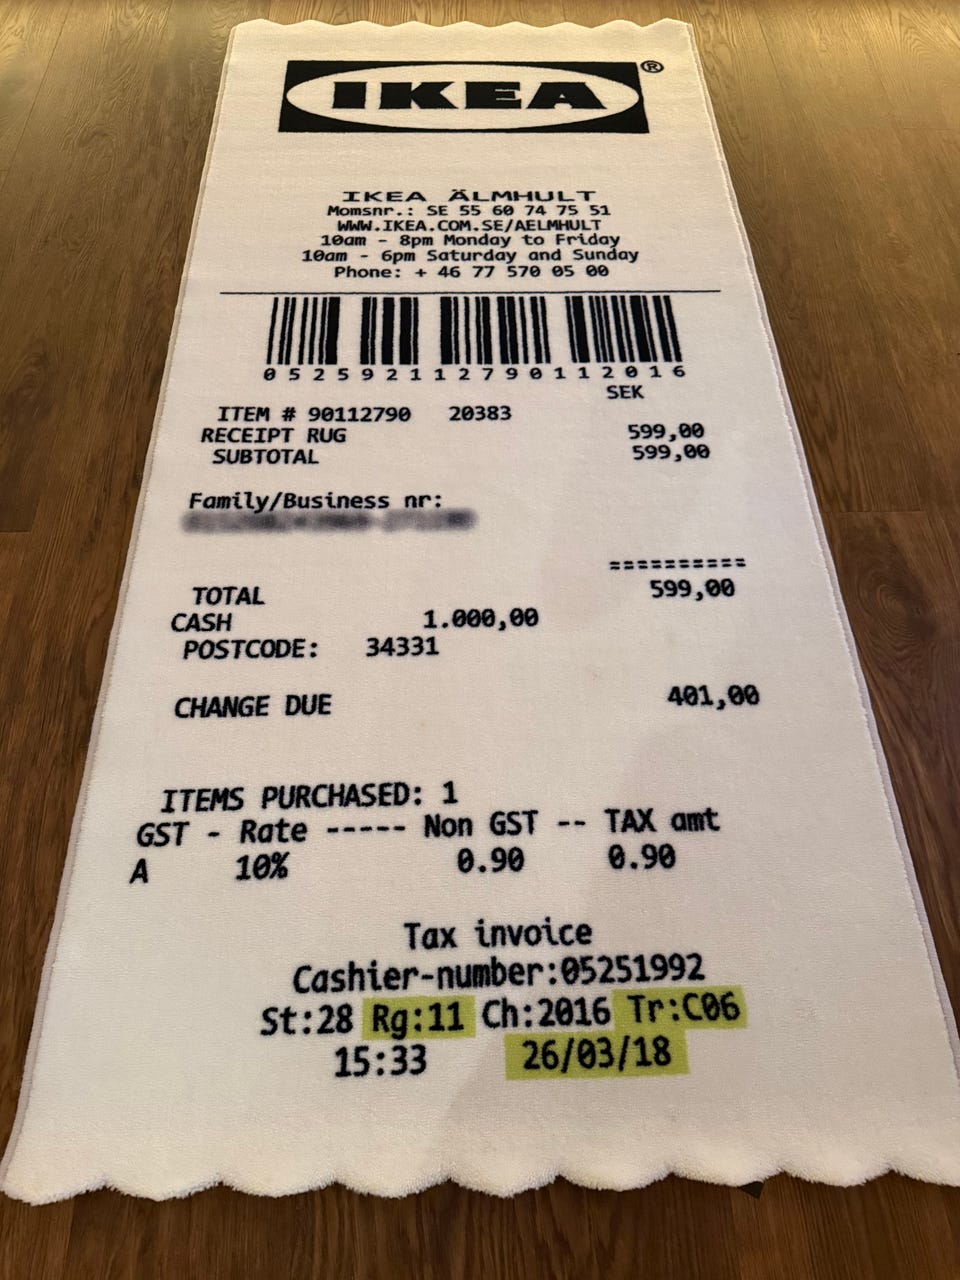 IKEA®
IKEA ÄLMHULT
Momsnr.: SE 55 60 74 75 51
WWW.IKEA.COM.SE/AELMHULT
10am - 8pm Monday to Friday
10am - 6pm Saturday and Sunday
Phone: + 46 77 570 05 00
0 5 2 5 9 2 1 1 2 7 9 0 1 1 2 0 1 6
SEK
ITEM # 90112790 20383
RECEIPT RUG 599,00
SUBTOTAL 599,00
Family/Business nr:
==========
TOTAL 599,00
CASH 1.000,00
POSTCODE: 34331
CHANGE DUE 401,00
ITEMS PURCHASED: 1
GST - Rate ----- Non GST -- TAX amt
A 10% 0.90 0.90
Tax invoice
Cashier-number:05251992
St:28 Rg:11 Ch:2016 Tr:C06
15:33 26/03/18